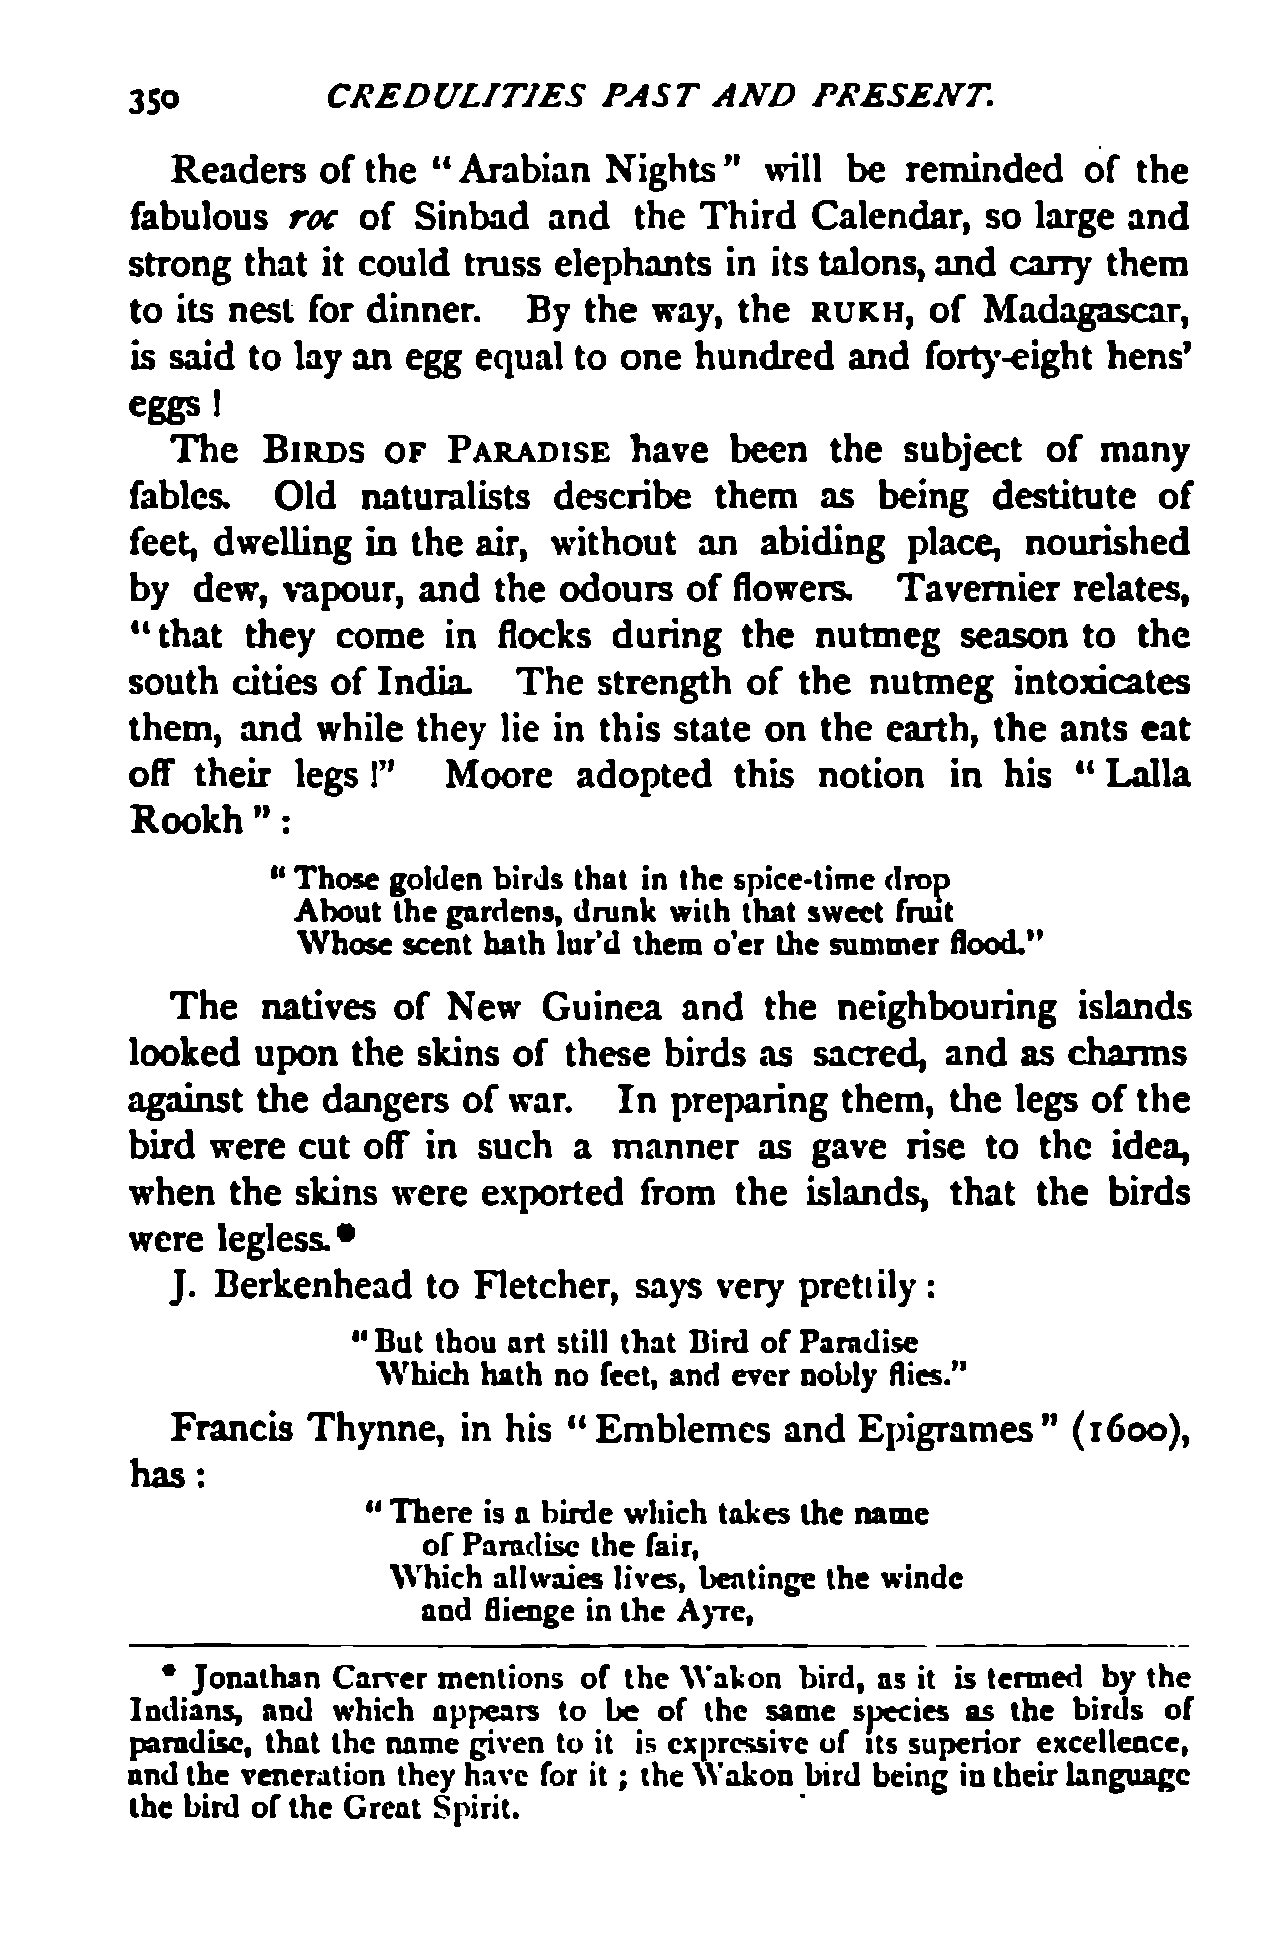 350 CREDULITIES PAST AND PRESENT.
Readers of the "Arabian Nights" will be reminded of the
fabulous roc of Sinbad and the Third Calendar, so large and
strong that it could truss elephants in its talons, and carry them
to its nest for dinner. By the way, the RUKH, of Madagascar,
is said to lay an egg equal to one hundred and forty-eight hens'
eggs!
The BIRDS OF PARADISE have been the subject of many
fables. Old naturalists describe them as being destitute of
feet, dwelling in the air, without an abiding place, nourished
by dew, vapour, and the odours of flowers. Tavernier relates,
"that they come in flocks during the nutmeg season to the
south cities of India. The strength of the nutmeg intoxicates
them, and while they lie in this state on the earth, the ants eat
off their legs!" Moore adopted this notion in his "Lalla
Rookh":
"Those golden birds that in the spice-time drop
About the gardens, drunk with that sweet fruit
Whose scent hath lur'd them o'er the summer flood."
The natives of New Guinea and the neighbouring islands
looked upon the skins of these birds as sacred, and as charms
against the dangers of war. In preparing them, the legs of the
bird were cut off in such a manner as gave rise to the idea,
when the skins were exported from the islands, that the birds
were legless.*
J. Berkenhead to Fletcher, says very prettily:
"But thou art still that Bird of Paradise
Which hath no feet, and ever nobly flies."
Francis Thynne, in his "Emblemes and Epigrames" (1600),
has:
"There is a birde which takes the name
of Paradise the fair,
Which allwaies lives, beatinge the winde
and flienge in the Ayre,
* Jonathan Carver mentions of the Wakon bird, as it is termed by the
Indians, and which appears to be of the same species as the birds of
paradise, that the name given to it is expressive of its superior excellence,
and the veneration they have for it; the Wakon bird being in their language
the bird of the Great Spirit.